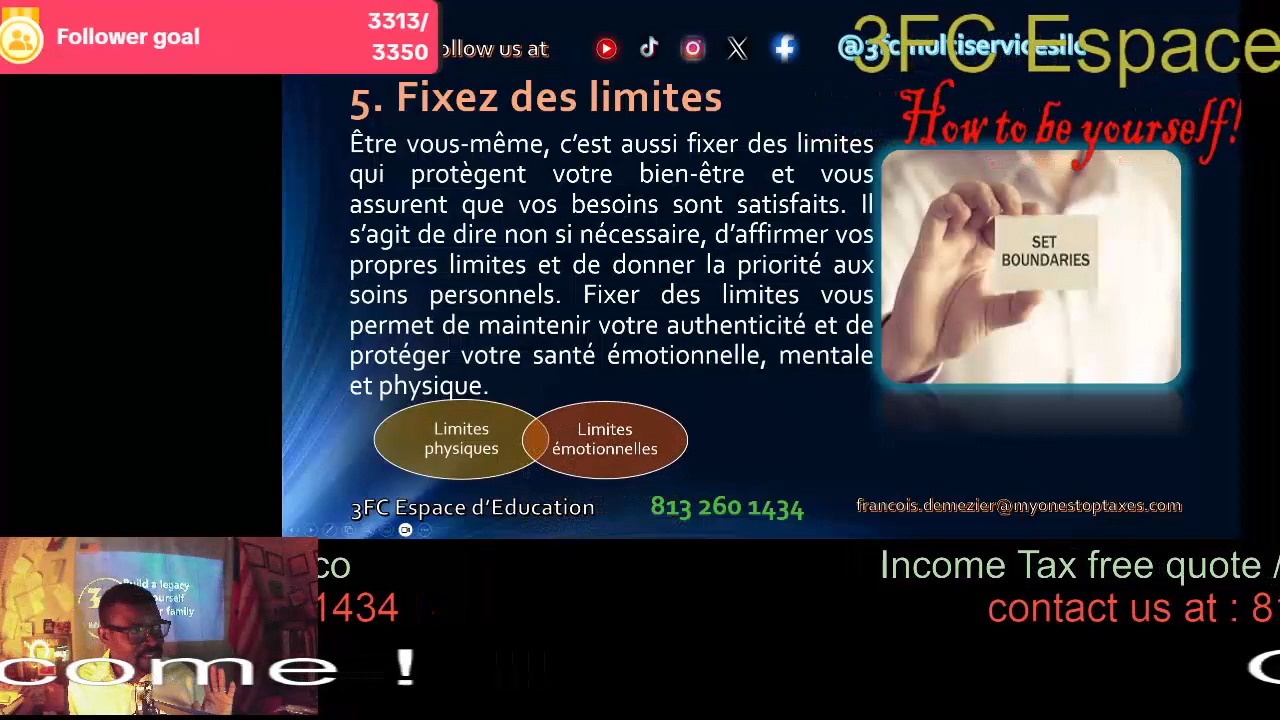 Follower goal
3313/
3350
ollow us at
3FC Espace
How to be yourself!
5. Fixez des limites
Être vous-même, c'est aussi fixer des limites
qui protègent votre bien-être et vous
assurent que vos besoins sont satisfaits. Il
s'agit de dire non si nécessaire, d'affirmer vos
propres limites et de donner la priorité aux
soins personnels. Fixer des limites vous
permet de maintenir votre authenticité et de
protéger votre santé émotionnelle, mentale
et physique.
SET
BOUNDARIES
Limites
physiques
Limites
émotionnelles
3FC Espace d'Education
813 260 1434
francois.demezier@myonestoptaxes.com
co
Income Tax free quote /
1434
contact us at : 81
come !
Build a legacy
family